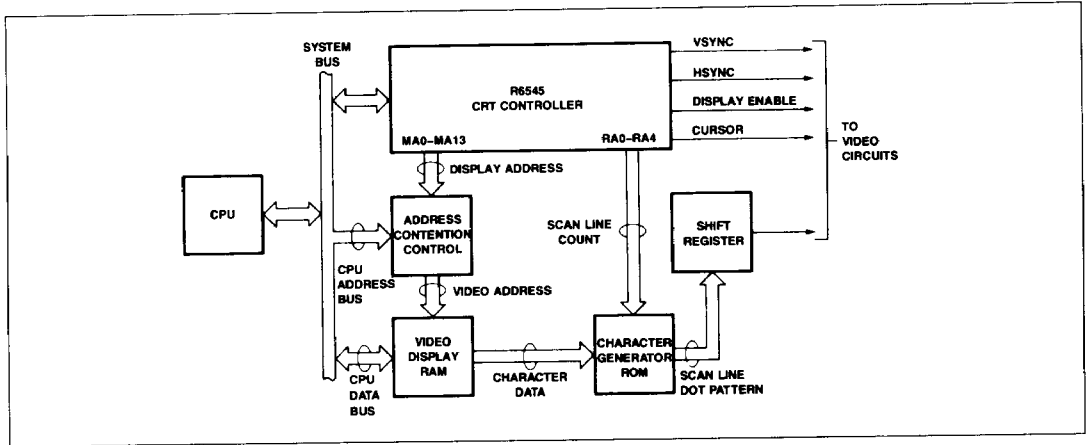 SYSTEM
BUS
R6545
CRT CONTROLLER
MA0–MA13
RA0–RA4
VSYNC
HSYNC
DISPLAY ENABLE
CURSOR
TO
VIDEO
CIRCUITS
DISPLAY ADDRESS
CPU
ADDRESS
CONTENTION
CONTROL
SCAN LINE
COUNT
SHIFT
REGISTER
CPU
ADDRESS
BUS
VIDEO ADDRESS
VIDEO
DISPLAY
RAM
CHARACTER
GENERATOR
ROM
CPU
DATA
BUS
CHARACTER
DATA
SCAN LINE
DOT PATTERN